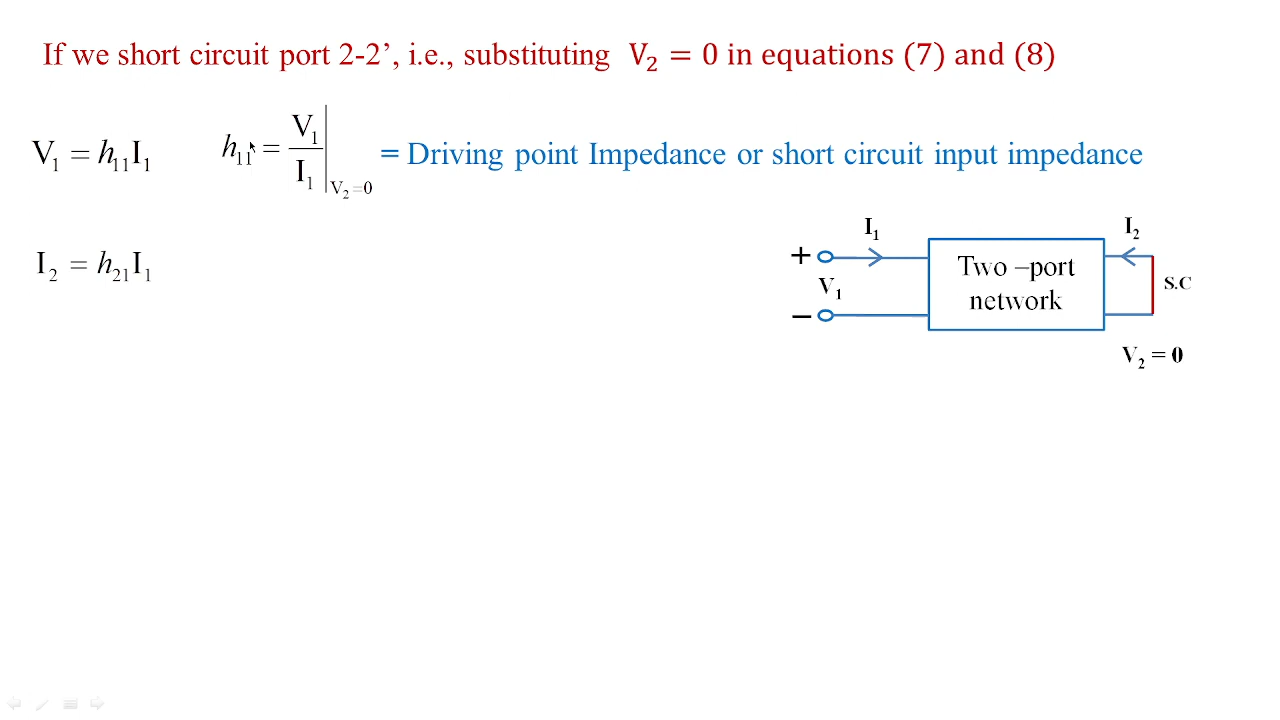 If we short circuit port 2-2’, i.e., substituting V₂ = 0 in equations (7) and (8)
V₁ = h₁₁I₁
h₁₁ = V₁/I₁ |V₂=0 = Driving point Impedance or short circuit input impedance
I₂ = h₂₁I₁
I₁
I₂
+
V₁
−
Two –port
network
S.C
V₂ = 0